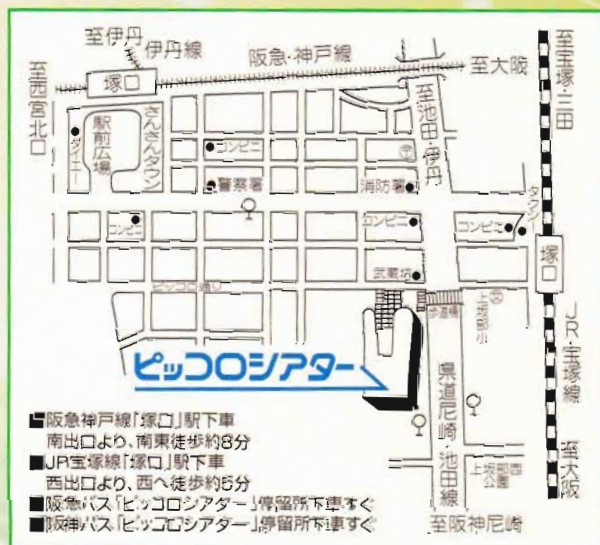 至伊丹
伊丹線
阪急・神戸線
至大阪
至宝塚・三田
至西宮北口
塚口
駅前広場
さんさんタウン
ダイエー
コンビニ
警察署
至池田・伊丹
消防署
コンビニ
コンビニ
コンビニ
タウン
塚口
武蔵坊
ピッコロ通り
歩道橋
上坂部小
JR・宝塚線
ピッコロシアター
県道尼崎・池田線
上坂部西公園
至大阪
至阪神尼崎
■阪急神戸線「塚口」駅下車
南出口より、南東徒歩約8分
■JR宝塚線「塚口」駅下車
西出口より、西へ徒歩約5分
■阪急バス「ピッコロシアター」停留所下車すぐ
■阪神バス「ピッコロシアター」停留所下車すぐ